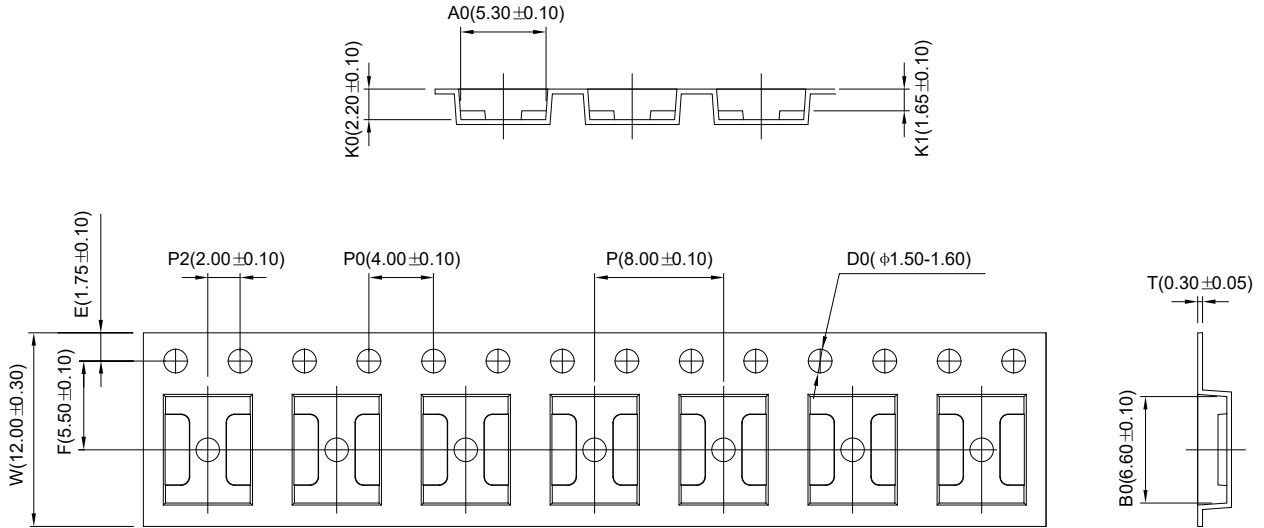 A0(5.30±0.10)
K0(2.20±0.10)
K1(1.65±0.10)
E(1.75±0.10)
P2(2.00±0.10)
P0(4.00±0.10)
P(8.00±0.10)
D0( ϕ1.50-1.60)
T(0.30±0.05)
W(12.00±0.30)
F(5.50±0.10)
B0(6.60±0.10)